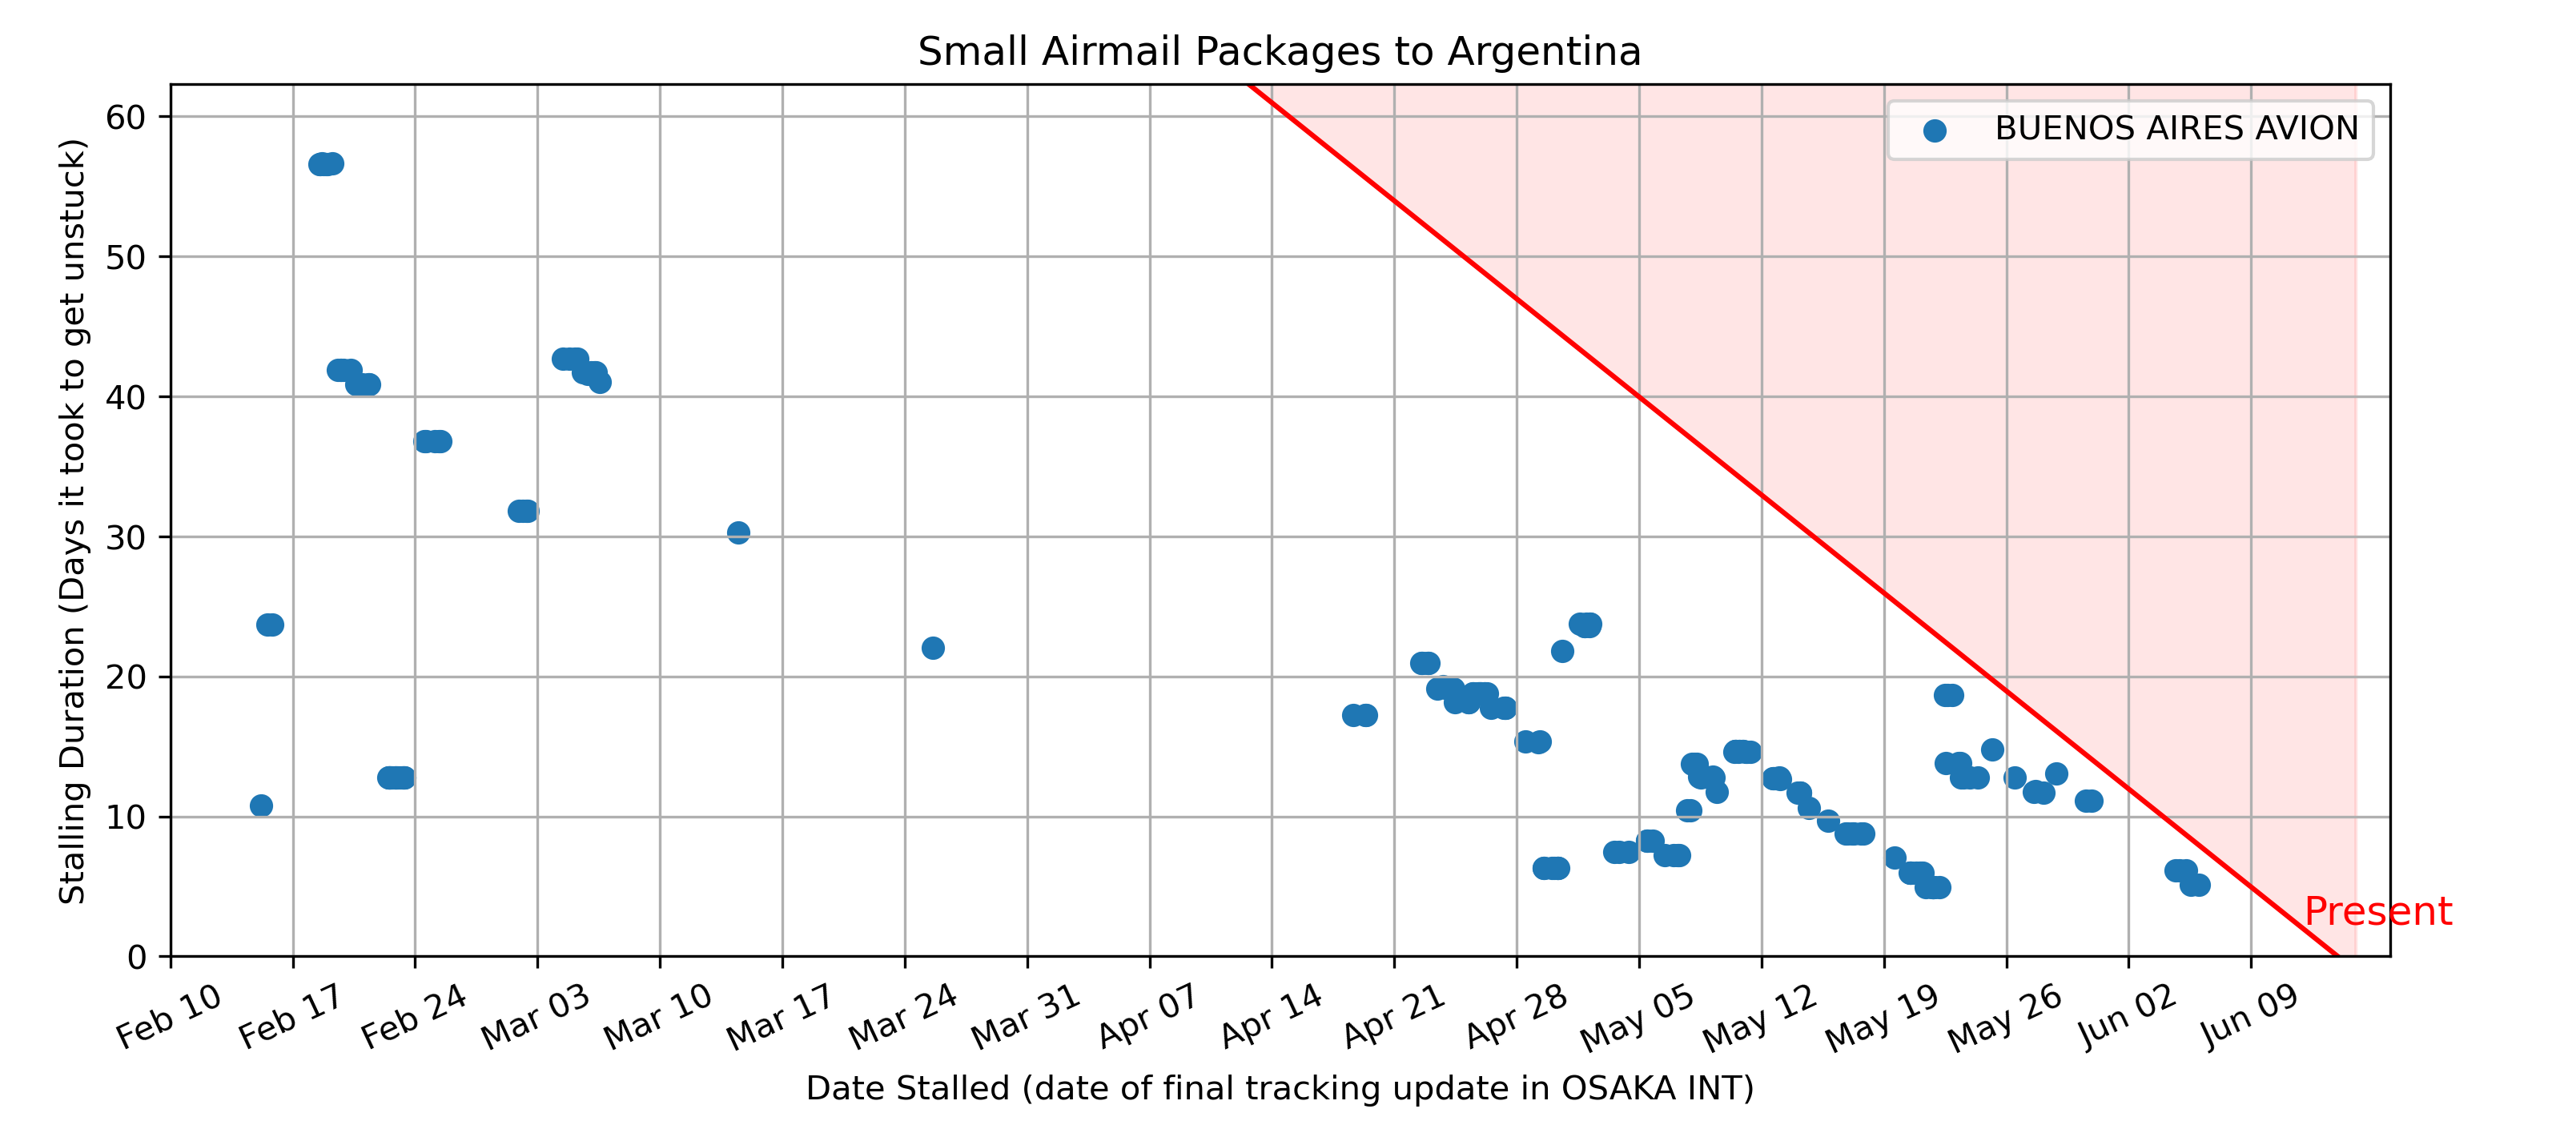 Small Airmail Packages to Argentina
BUENOS AIRES AVION
Stalling Duration (Days it took to get unstuck)
60
50
40
30
20
10
0
Present
Feb 10
Feb 17
Feb 24
Mar 03
Mar 10
Mar 17
Mar 24
Mar 31
Apr 07
Apr 14
Apr 21
Apr 28
May 05
May 12
May 19
May 26
Jun 02
Jun 09
Date Stalled (date of final tracking update in OSAKA INT)